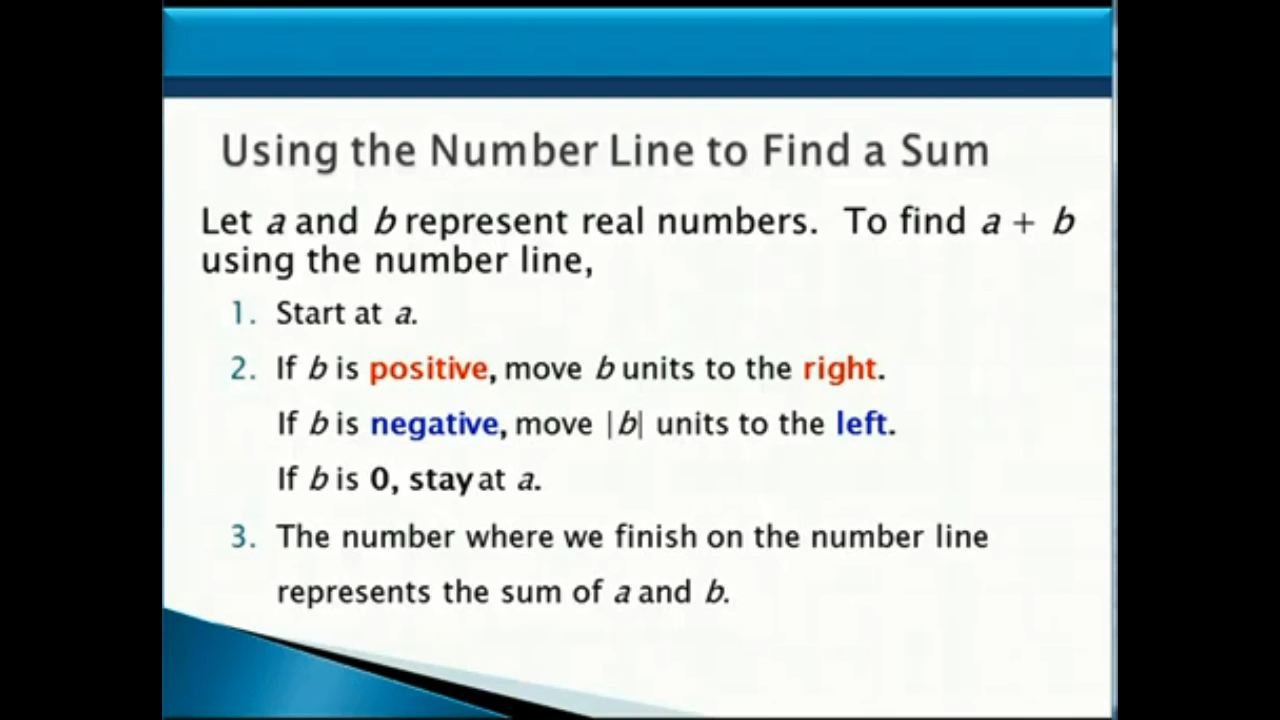 Using the Number Line to Find a Sum
Let a and b represent real numbers. To find a + b
using the number line,
1. Start at a.
2. If b is positive, move b units to the right.
If b is negative, move |b| units to the left.
If b is 0, stay at a.
3. The number where we finish on the number line
represents the sum of a and b.